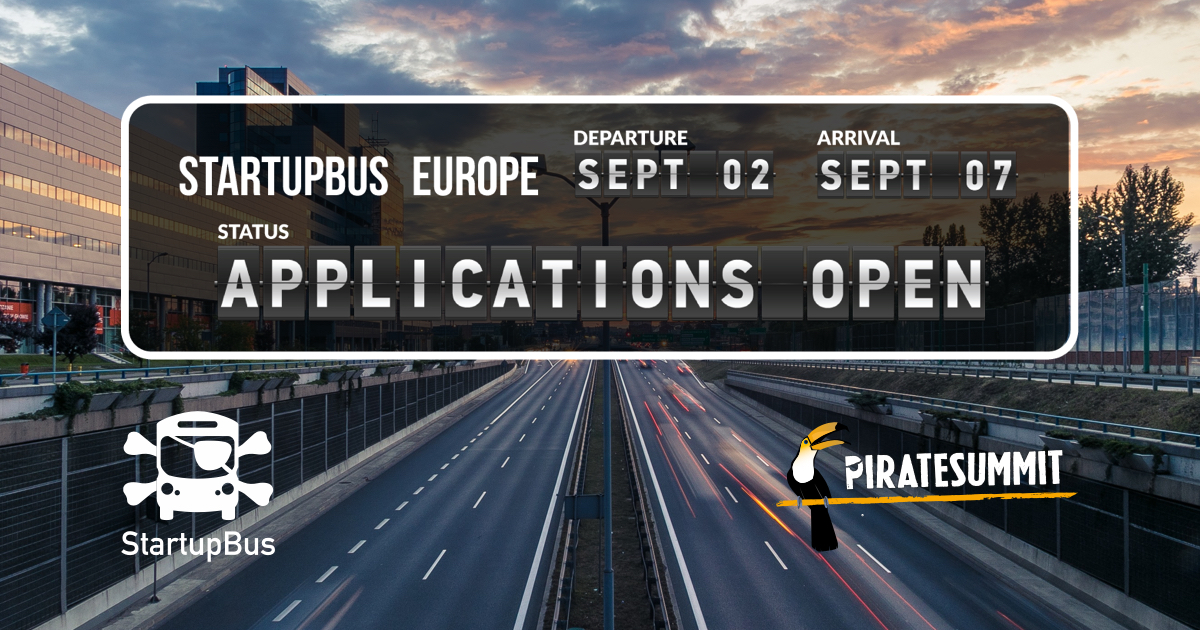 DEPARTURE
ARRIVAL
STARTUPBUS EUROPE
SEPT 02
SEPT 07
STATUS
APPLICATIONS OPEN
StartupBus
PIRATESUMMIT